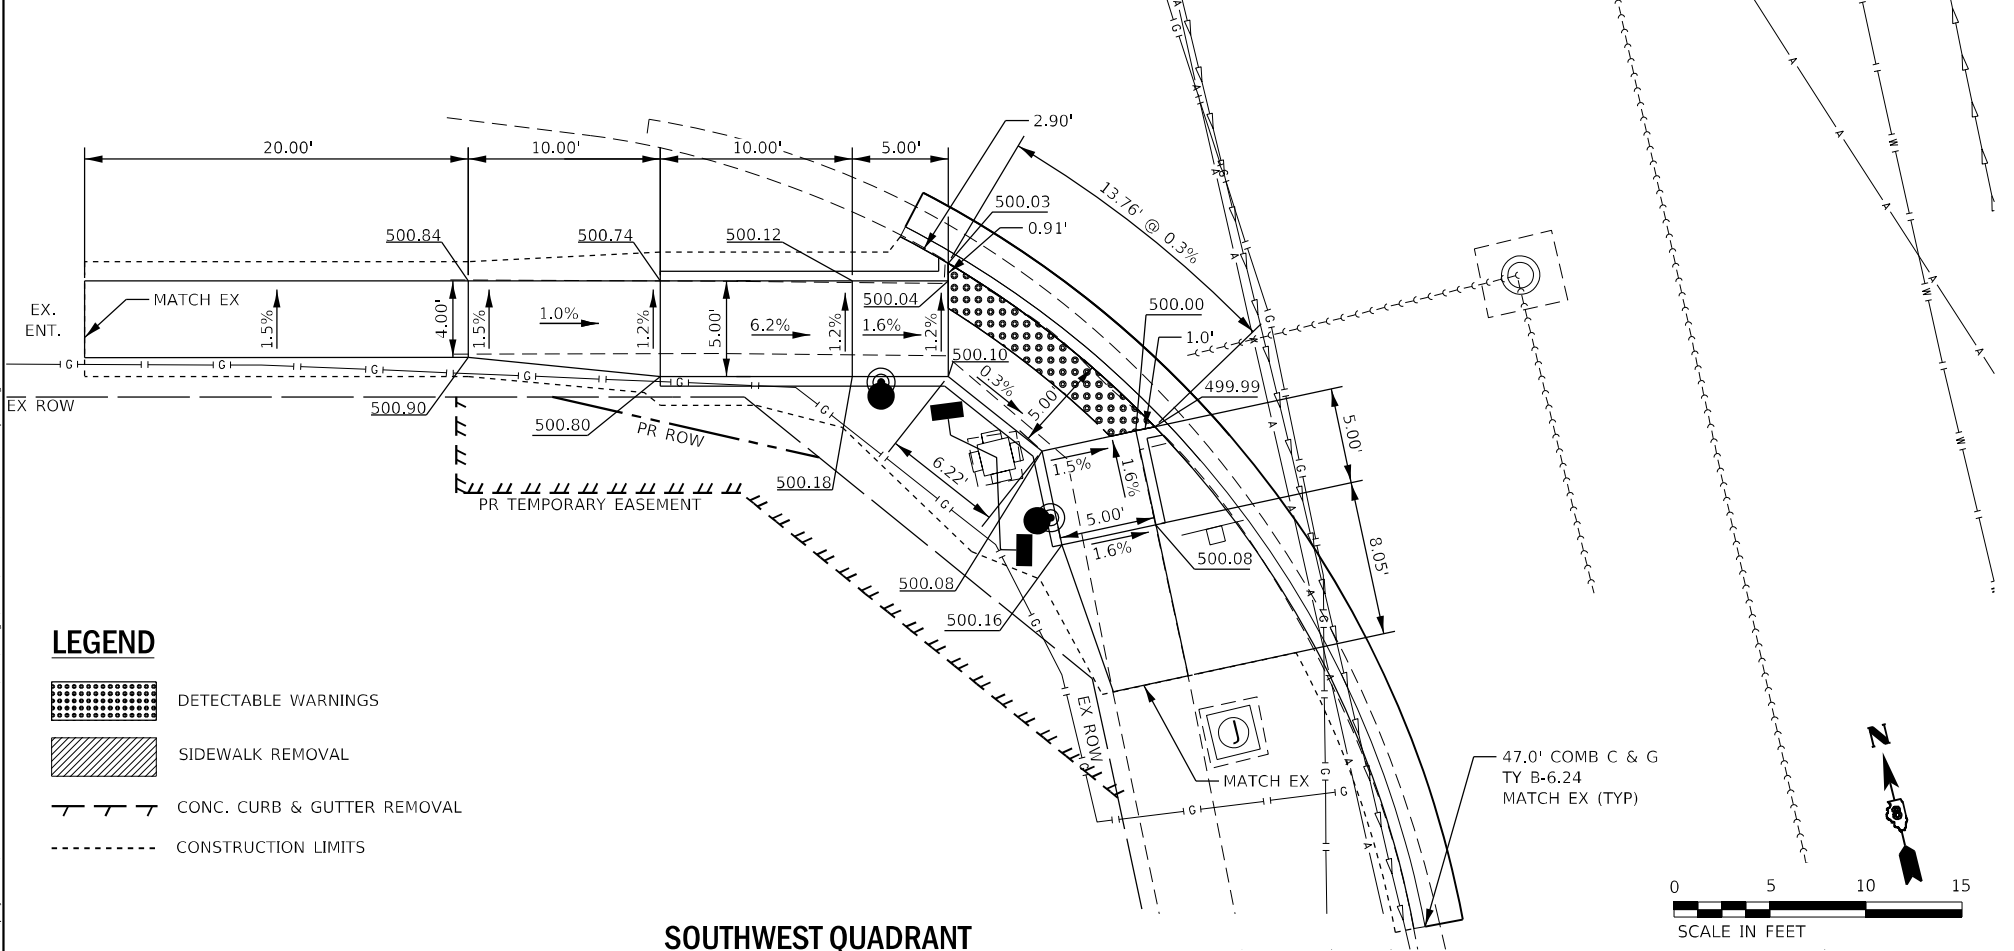 2.90'
20.00'
10.00'
10.00'
5.00'
13.76' @ 0.3%
500.03
0.91'
500.84
500.74
500.12
500.04
500.00
1.0'
MATCH EX
EX.
ENT.
1.5%
4.00'
1.5%
1.0%
1.2%
5.00'
6.2%
1.2%
1.6%
1.2%
500.10
0.3%
5.00'
499.99
EX ROW
500.90
500.80
PR ROW
500.18
6.22'
1.5%
1.6%
5.00'
1.6%
5.00'
8.05'
500.08
500.08
500.16
PR TEMPORARY EASEMENT
EX ROW
J
MATCH EX
47.0' COMB C & G
TY B-6.24
MATCH EX (TYP)
LEGEND
DETECTABLE WARNINGS
SIDEWALK REMOVAL
CONC. CURB & GUTTER REMOVAL
CONSTRUCTION LIMITS
N
0 5 10 15
SCALE IN FEET
SOUTHWEST QUADRANT